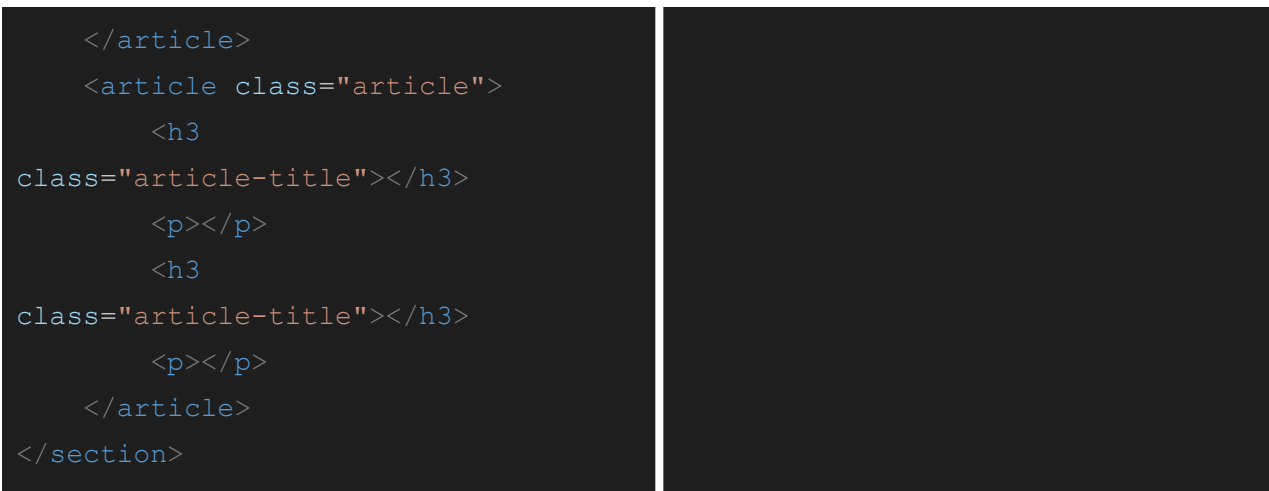 </article>
<article class="article">
<h3
class="article-title"></h3>
<p></p>
<h3
class="article-title"></h3>
<p></p>
</article>
</section>